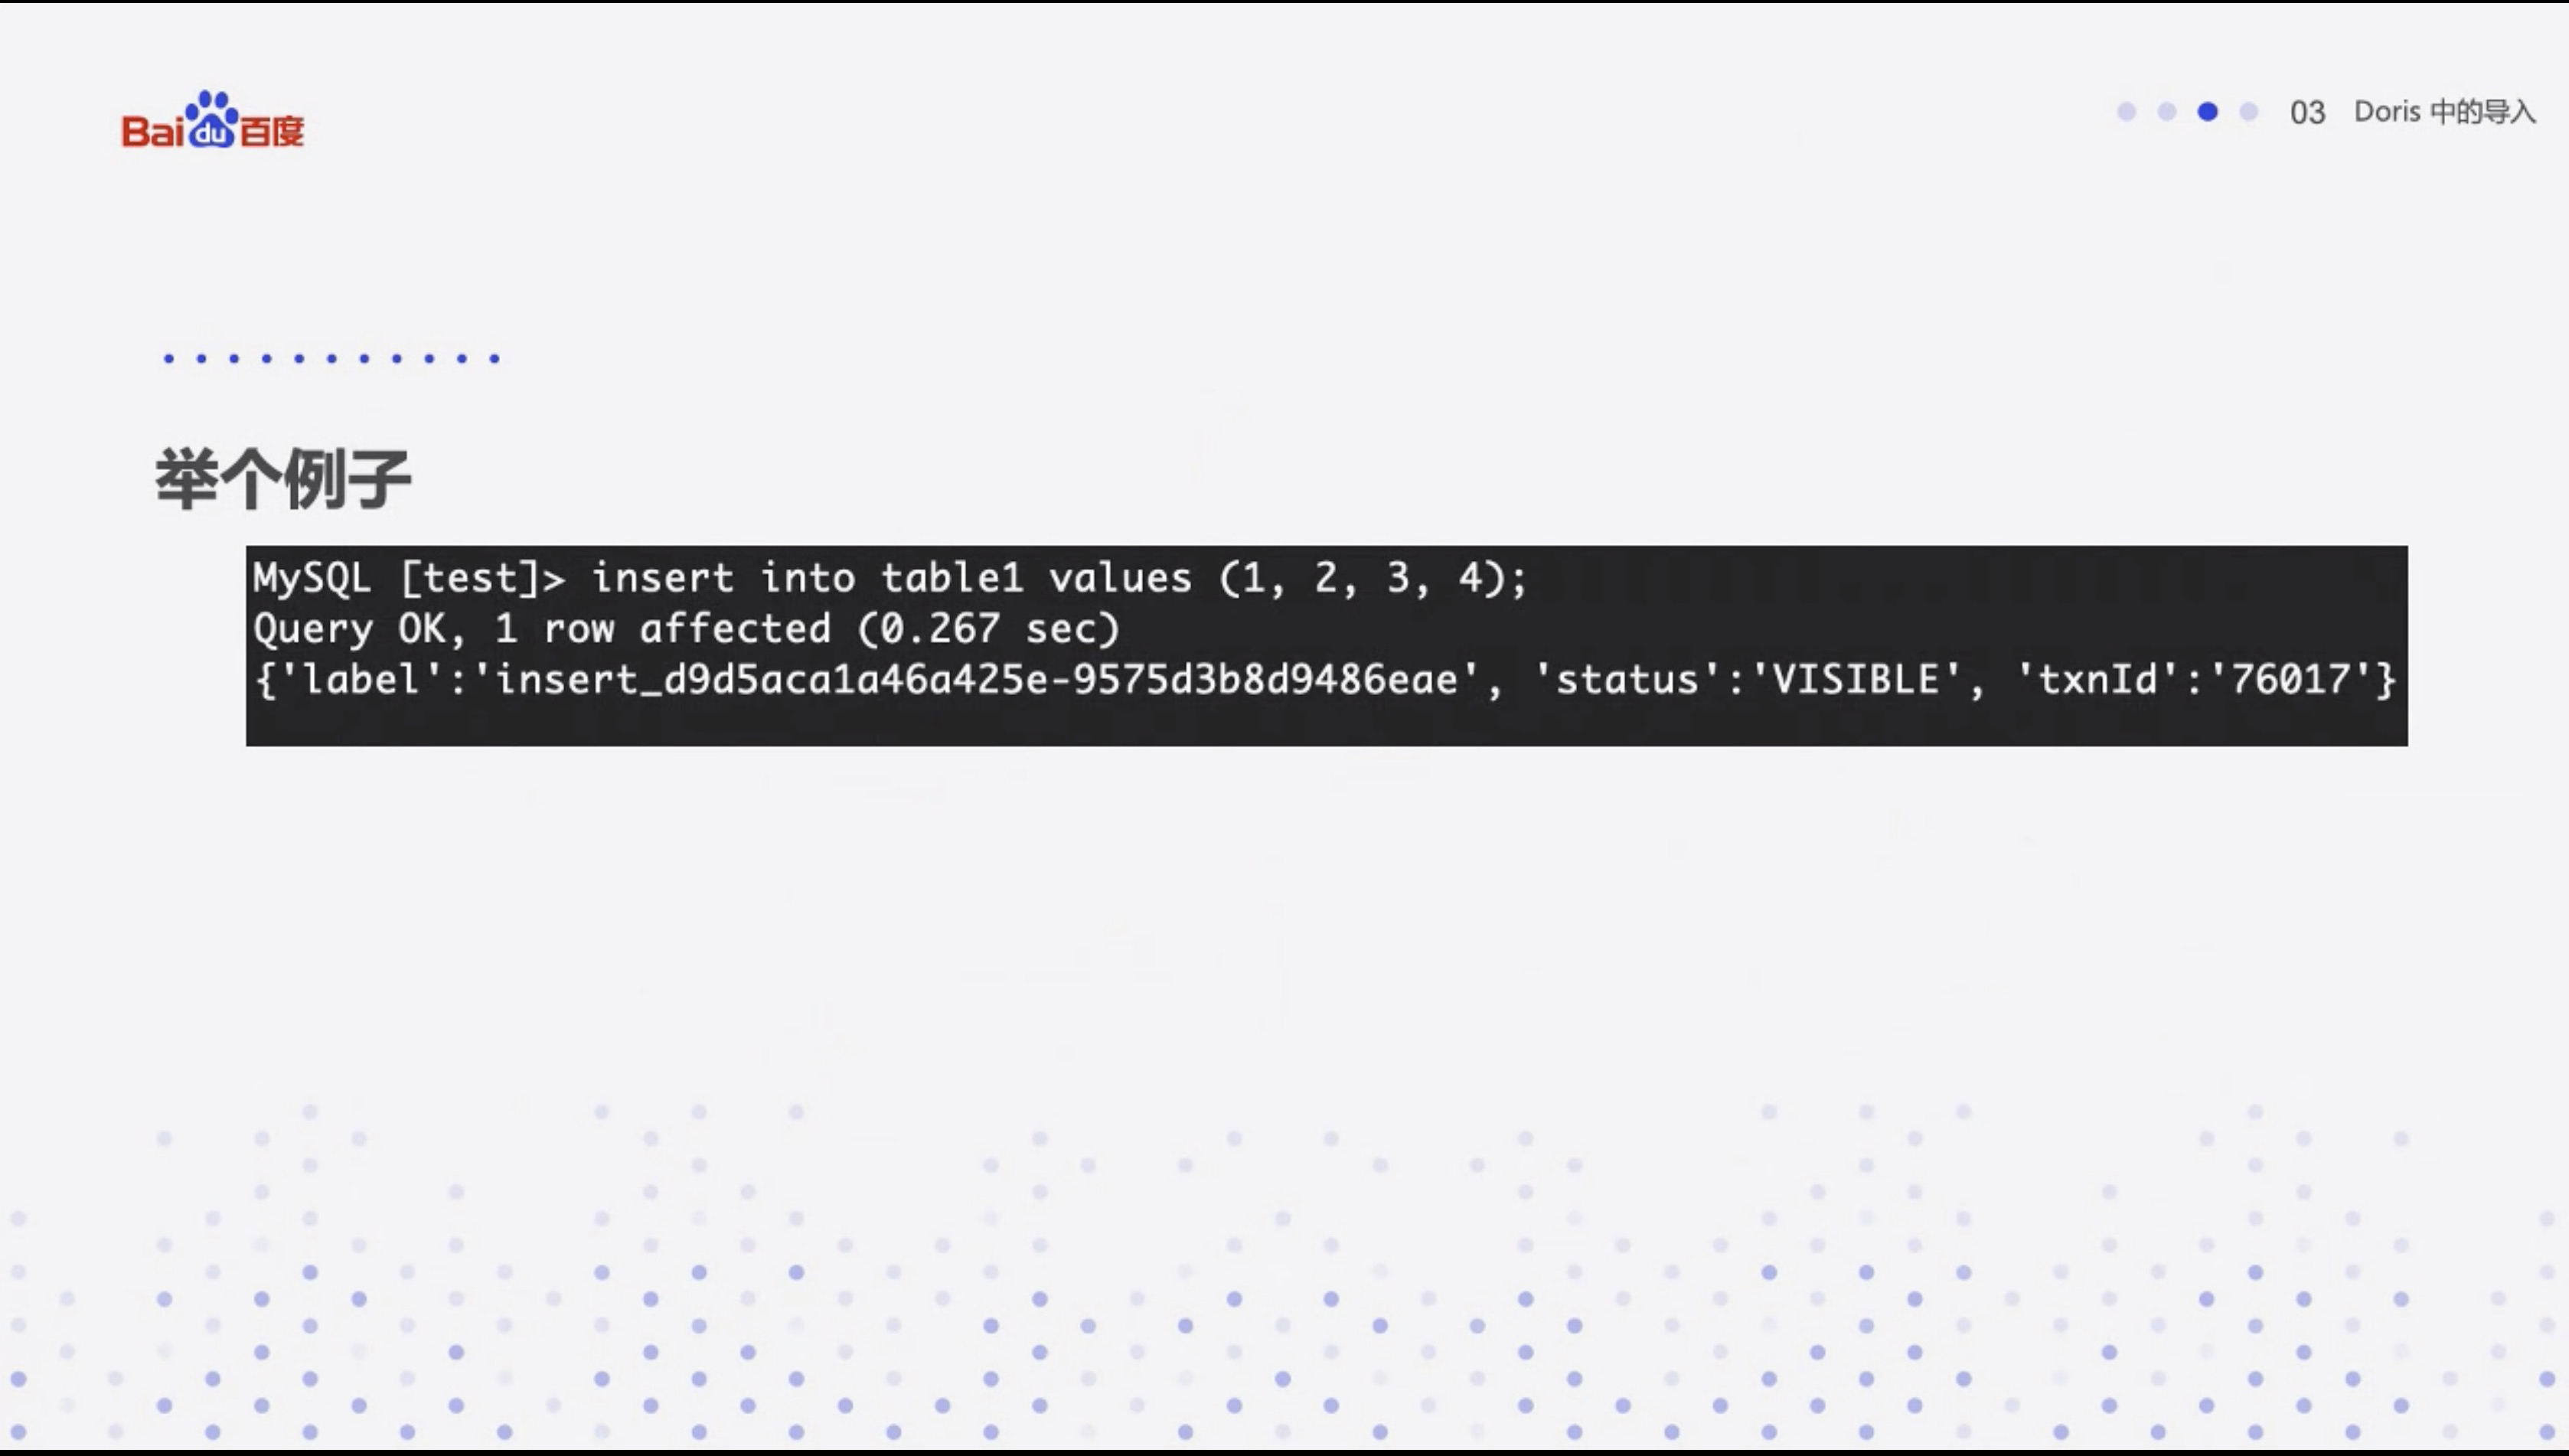 Bai du 百度
03 Doris 中的导入
举个例子
MySQL [test]> insert into table1 values (1, 2, 3, 4);
Query OK, 1 row affected (0.267 sec)
{'label':'insert_d9d5aca1a46a425e-9575d3b8d9486eae', 'status':'VISIBLE', 'txnId':'76017'}